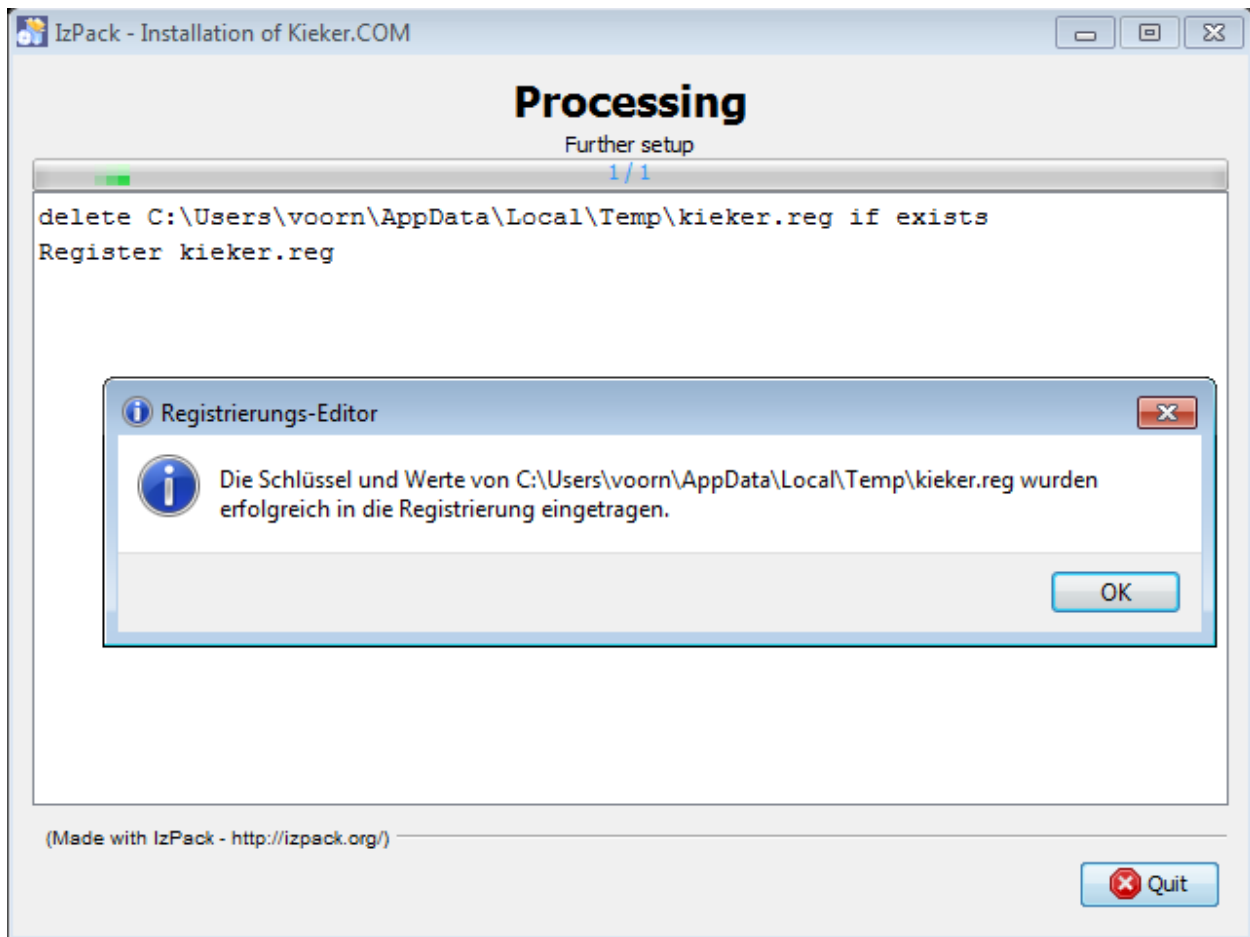 IzPack - Installation of Kieker.COM
Processing
Further setup
1 / 1
delete C:\Users\voorn\AppData\Local\Temp\kieker.reg if exists
Register kieker.reg
Registrierungs-Editor
Die Schlüssel und Werte von C:\Users\voorn\AppData\Local\Temp\kieker.reg wurden
erfolgreich in die Registrierung eingetragen.
OK
(Made with IzPack - http://izpack.org/)
Quit